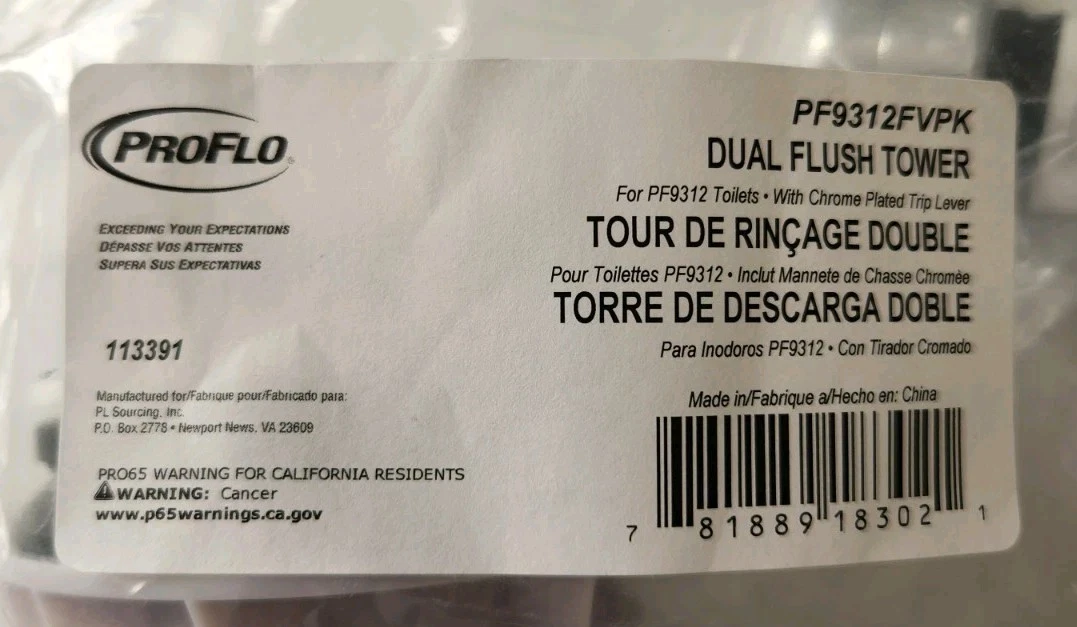 PROFLO®
EXCEEDING YOUR EXPECTATIONS
DÉPASSE VOS ATTENTES
SUPERA SUS EXPECTATIVAS
113391
Manufactured for/Fabrique pour/Fabricado para:
PL Sourcing, Inc.
P.O. Box 2778 • Newport News, VA 23609
PRO65 WARNING FOR CALIFORNIA RESIDENTS
⚠WARNING: Cancer
www.p65warnings.ca.gov
PF9312FVPK
DUAL FLUSH TOWER
For PF9312 Toilets • With Chrome Plated Trip Lever
TOUR DE RINÇAGE DOUBLE
Pour Toilettes PF9312 • Inclut Mannete de Chasse Chromèe
TORRE DE DESCARGA DOBLE
Para Inodoros PF9312 • Con Tirador Cromado
Made in/Fabrique a/Hecho en: China
7 81889 18302 1